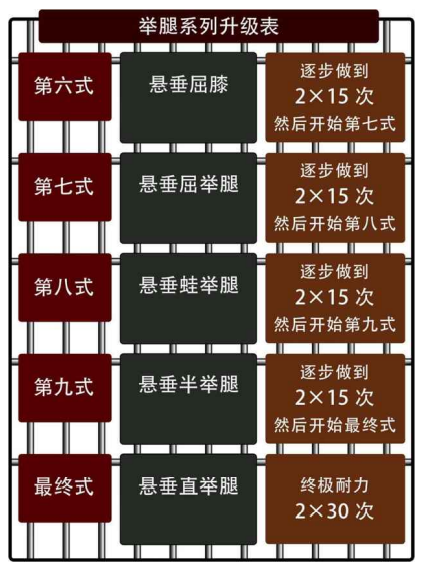 举腿系列升级表
第六式
悬垂屈膝
逐步做到
2×15 次
然后开始第七式
第七式
悬垂屈举腿
逐步做到
2×15 次
然后开始第八式
第八式
悬垂蛙举腿
逐步做到
2×15 次
然后开始第九式
第九式
悬垂半举腿
逐步做到
2×15 次
然后开始最终式
最终式
悬垂直举腿
终极耐力
2×30 次